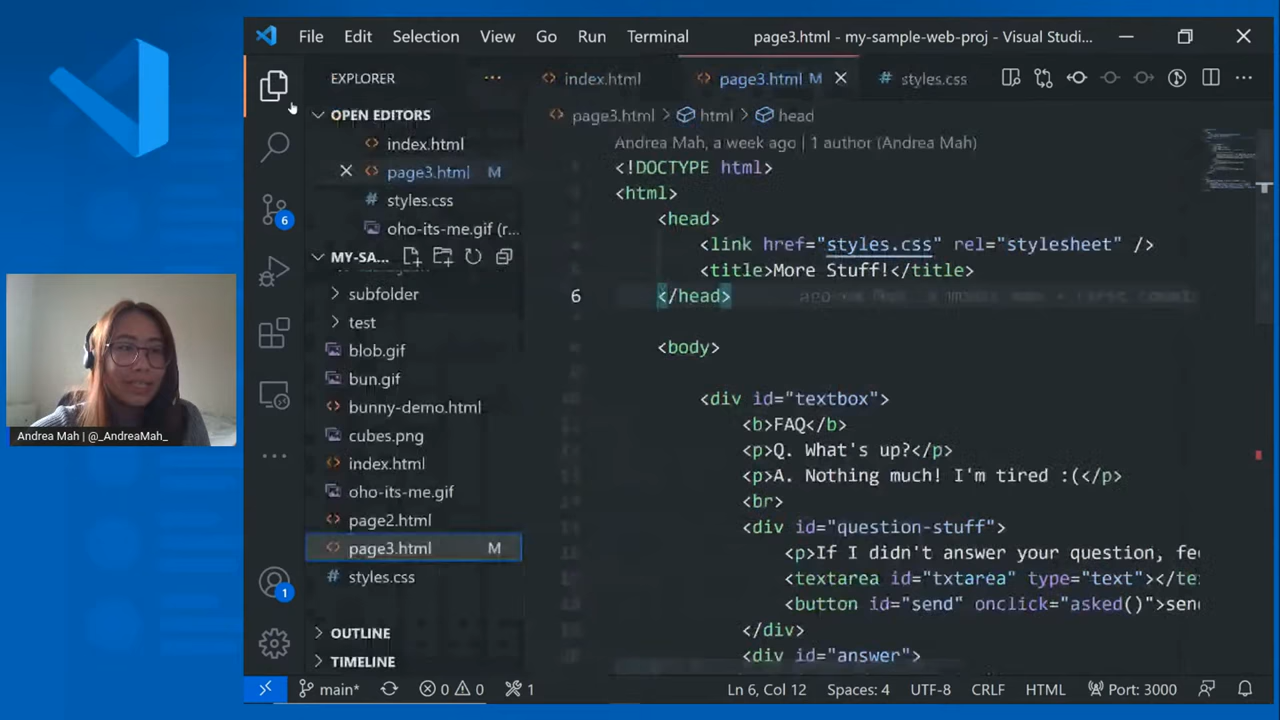 File Edit Selection View Go Run Terminal page3.html - my-sample-web-proj - Visual Studi...
EXPLORER
index.html page3.html M styles.css
OPEN EDITORS
page3.html > html > head
index.html
page3.html M
styles.css
oho-its-me.gif (r...
MY-SA...
subfolder
test
blob.gif
bun.gif
bunny-demo.html
cubes.png
index.html
oho-its-me.gif
page2.html
page3.html M
styles.css
OUTLINE
TIMELINE
6
1
Andrea Mah, a week ago | 1 author (Andrea Mah)
<!DOCTYPE html>
<html>
<head>
<link href="styles.css" rel="stylesheet" />
<title>More Stuff!</title>
6 </head>
<body>
<div id="textbox">
<b>FAQ</b>
<p>Q. What's up?</p>
<p>A. Nothing much! I'm tired :(</p>
<br>
<div id="question-stuff">
<p>If I didn't answer your question, fe
<textarea id="txtarea" type="text"></te
<button id="send" onclick="asked()">sen
</div>
<div id="answer">
Andrea Mah | @_AndreaMah_
main* 0 0 1 Ln 6, Col 12 Spaces: 4 UTF-8 CRLF HTML Port: 3000